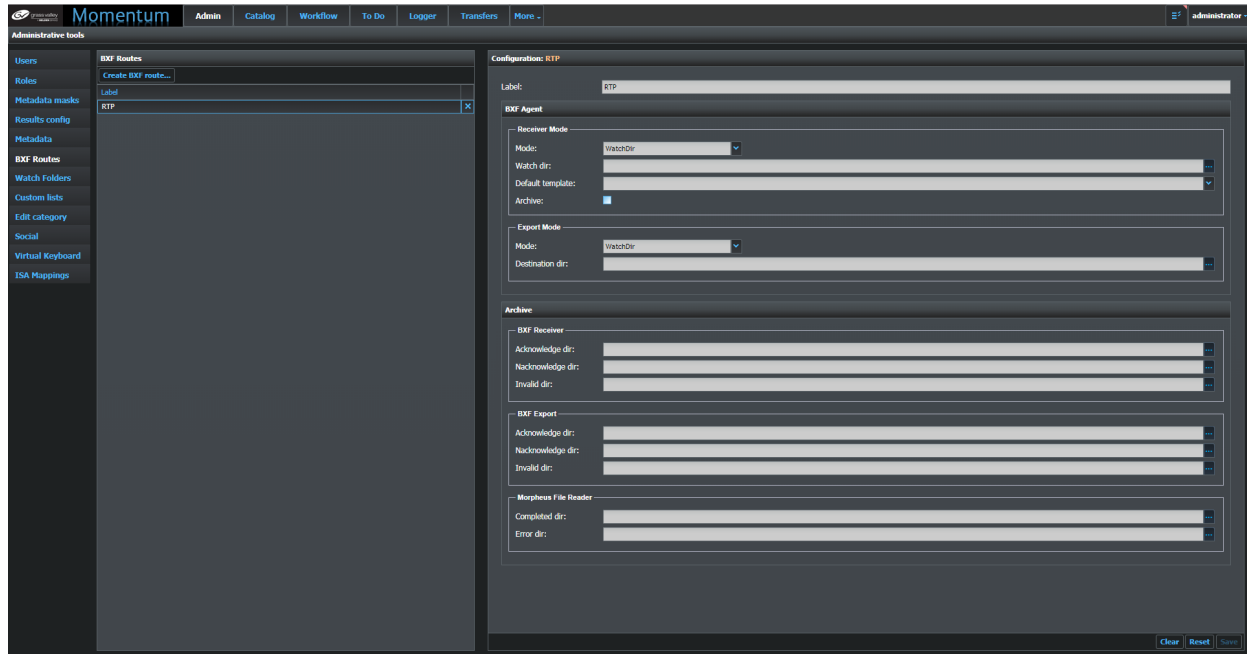 grass valley Momentum Admin Catalog Workflow To Do Logger Transfers More administrator
Administrative tools
Users
Roles
Metadata masks
Results config
Metadata
BXF Routes
Watch Folders
Custom lists
Edit category
Social
Virtual Keyboard
ISA Mappings
BXF Routes
Create BXF route...
Label
RTP
Configuration: RTP
Label: RTP
BXF Agent
Receiver Mode
Mode: WatchDir
Watch dir: ...
Default template:
Archive:
Export Mode
Mode: WatchDir
Destination dir: ...
Archive
BXF Receiver
Acknowledge dir: ...
Nacknowledge dir: ...
Invalid dir: ...
BXF Export
Acknowledge dir: ...
Nacknowledge dir: ...
Invalid dir: ...
Morpheus File Reader
Completed dir: ...
Error dir: ...
Clear Reset Save